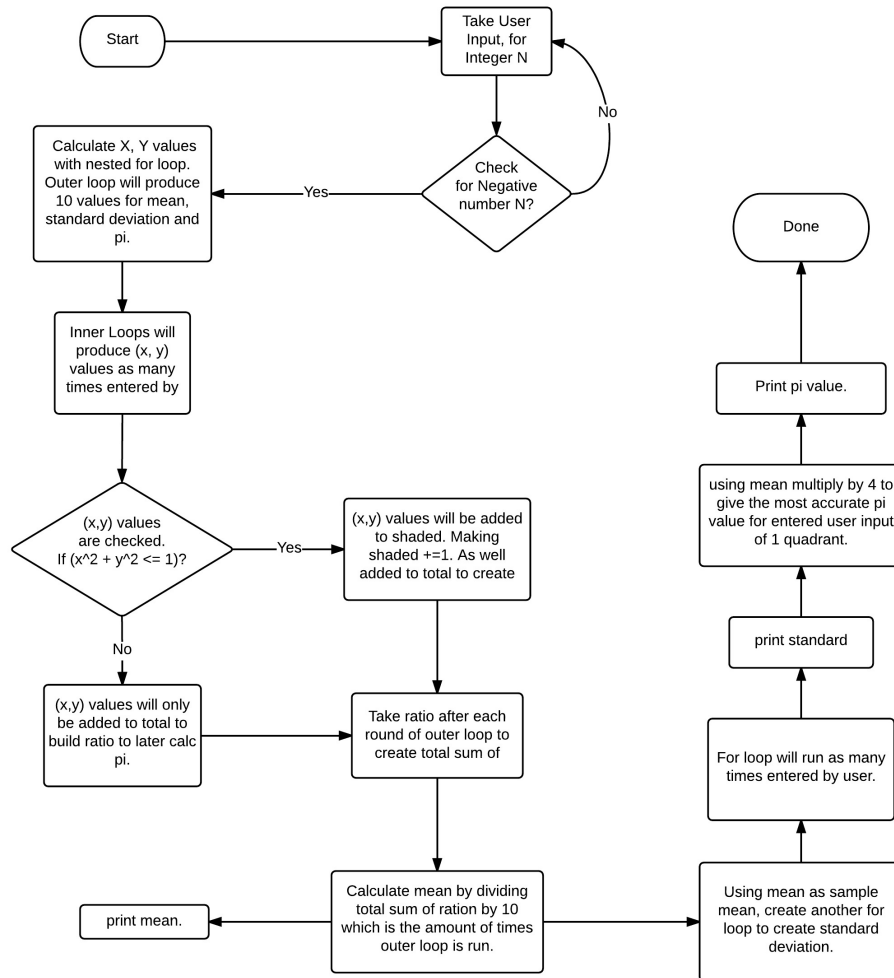 Start
Take User
Input, for
Integer N
No
Check
for Negative
number N?
Yes
Calculate X, Y values
with nested for loop.
Outer loop will produce
10 values for mean,
standard deviation and
pi.
Inner Loops will
produce (x, y)
values as many
times entered by
(x,y) values
are checked.
If (x^2 + y^2 <= 1)?
Yes
(x,y) values will be added
to shaded. Making
shaded +=1. As well
added to total to create
No
(x,y) values will only
be added to total to
build ratio to later calc
pi.
Take ratio after each
round of outer loop to
create total sum of
Calculate mean by dividing
total sum of ration by 10
which is the amount of times
outer loop is run.
print mean.
Using mean as sample
mean, create another for
loop to create standard
deviation.
For loop will run as many
times entered by user.
print standard
using mean multiply by 4 to
give the most accurate pi
value for entered user input
of 1 quadrant.
Print pi value.
Done